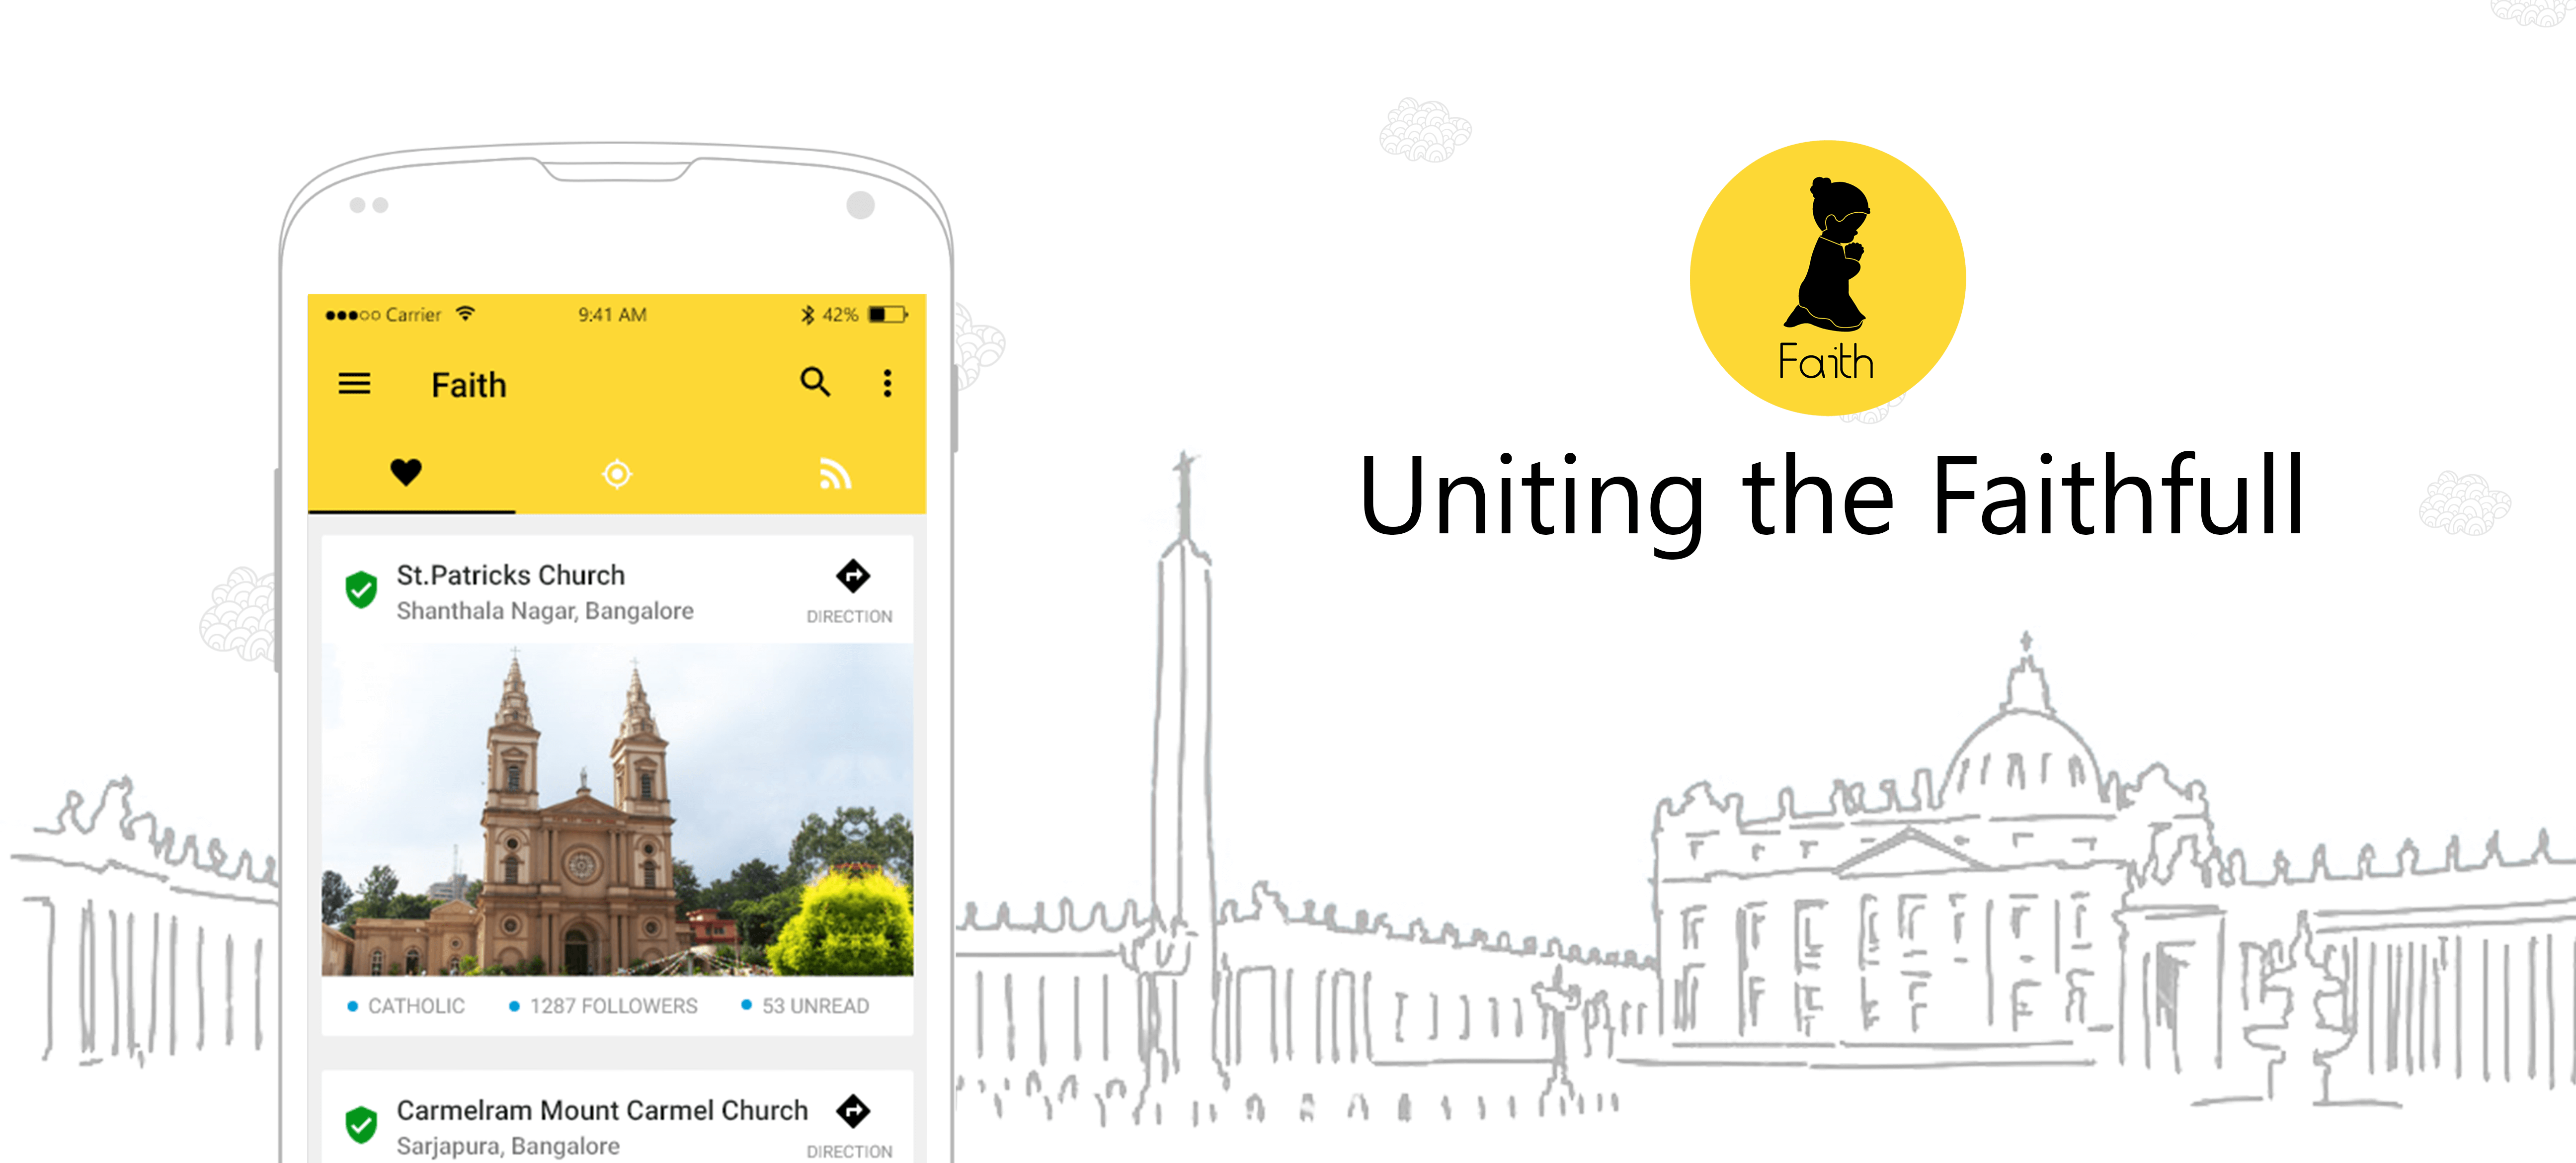 Carrier 9:41 AM 42%
Faith
St.Patricks Church
Shanthala Nagar, Bangalore
DIRECTION
CATHOLIC 1287 FOLLOWERS 53 UNREAD
Carmelram Mount Carmel Church
Sarjapura, Bangalore
DIRECTION
Faith
Uniting the Faithfull